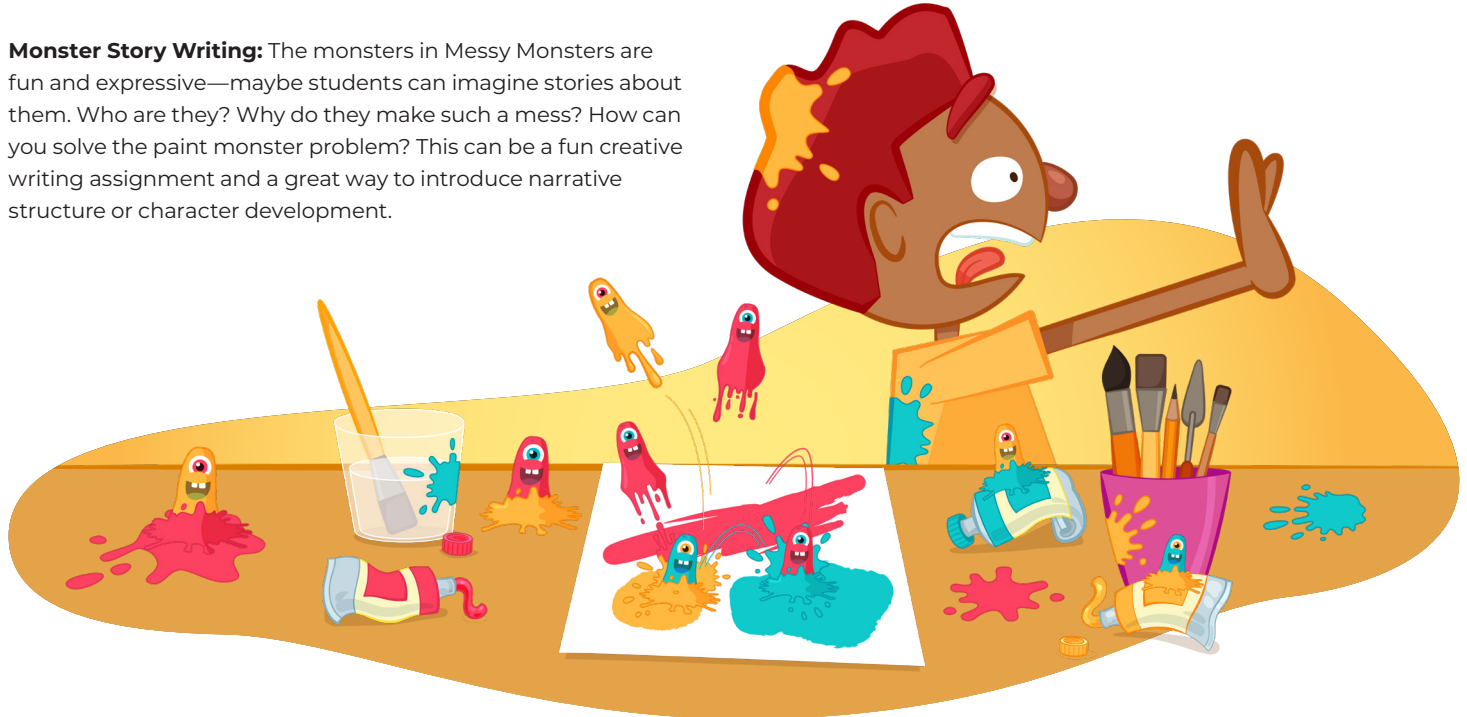 Monster Story Writing: The monsters in Messy Monsters are
fun and expressive—maybe students can imagine stories about
them. Who are they? Why do they make such a mess? How can
you solve the paint monster problem? This can be a fun creative
writing assignment and a great way to introduce narrative
structure or character development.